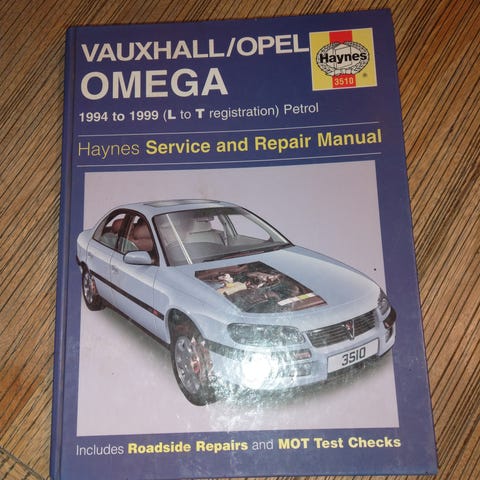 VAUXHALL/OPEL
OMEGA
Haynes
3510
®
1994 to 1999 (L to T registration) Petrol
Haynes Service and Repair Manual
3510
Includes Roadside Repairs and MOT Test Checks